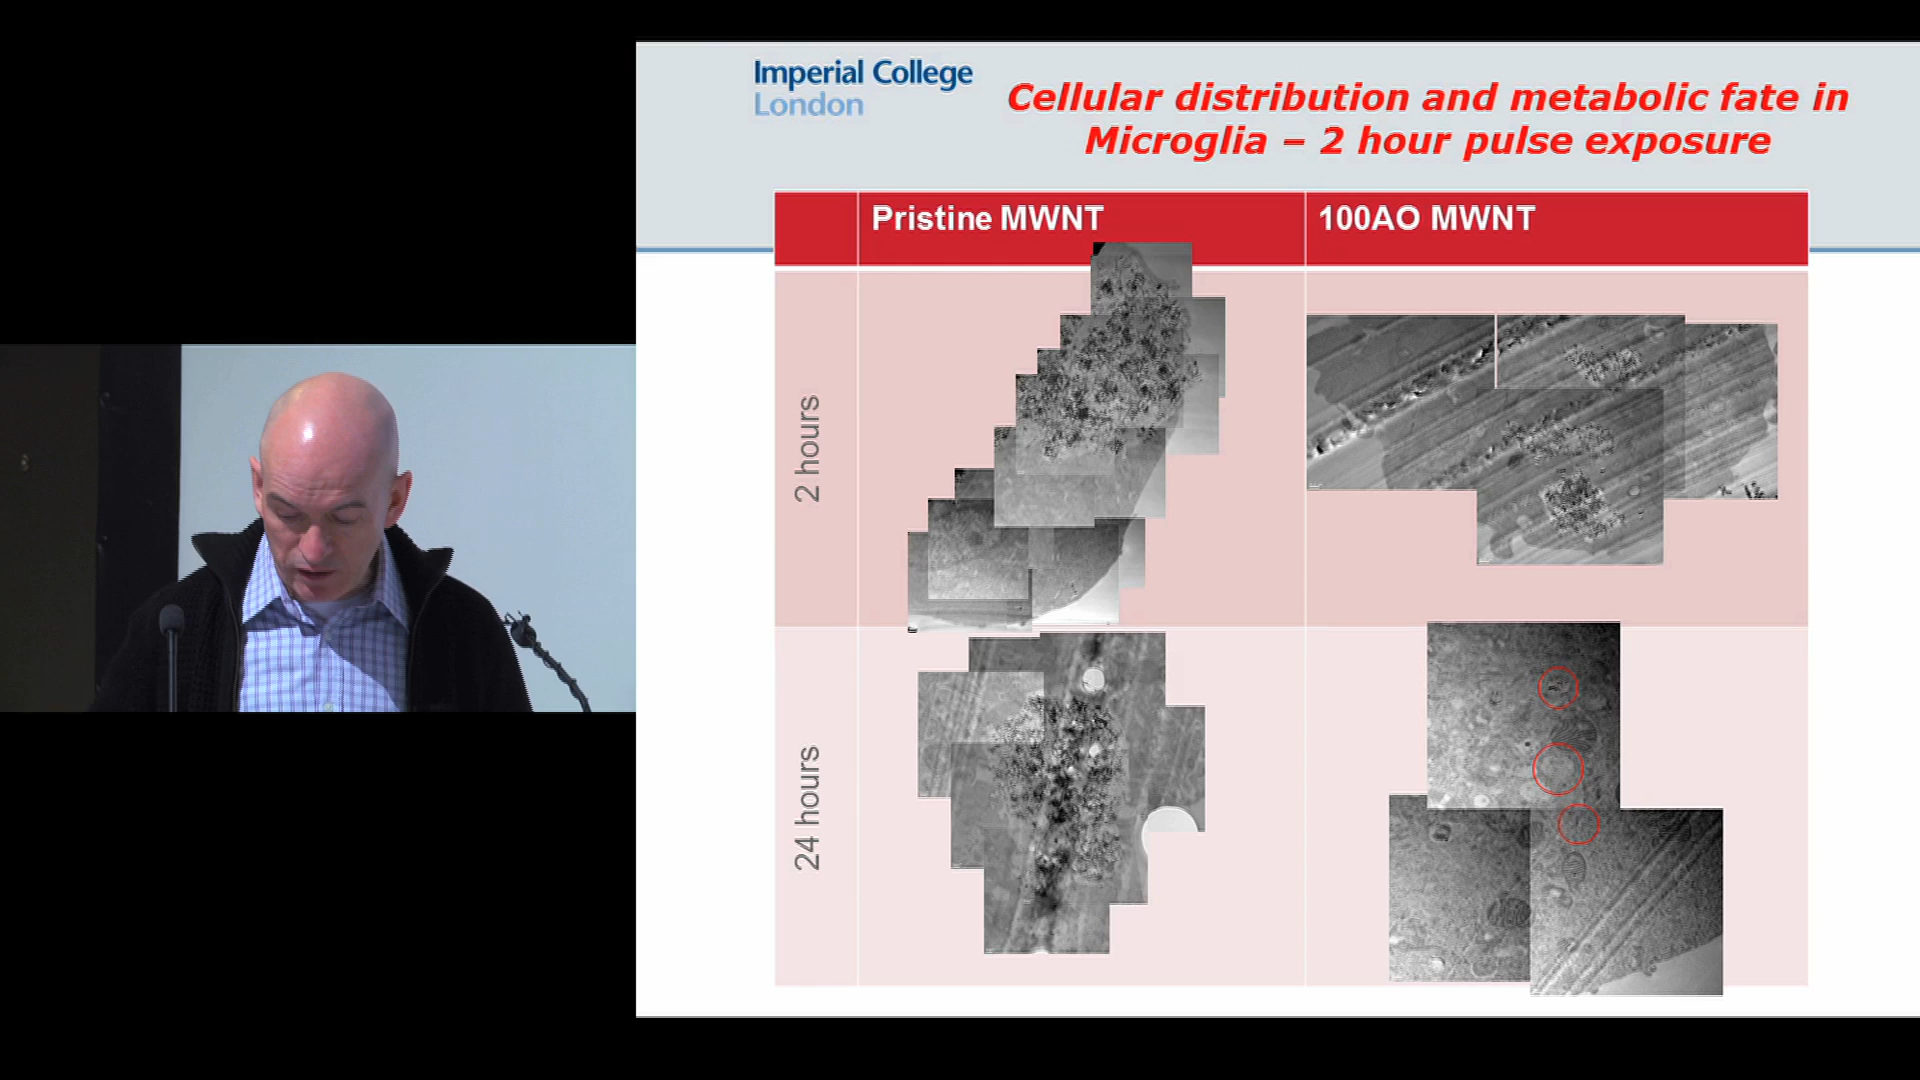 Imperial College
London
Cellular distribution and metabolic fate in
Microglia – 2 hour pulse exposure
Pristine MWNT
100AO MWNT
2 hours
24 hours